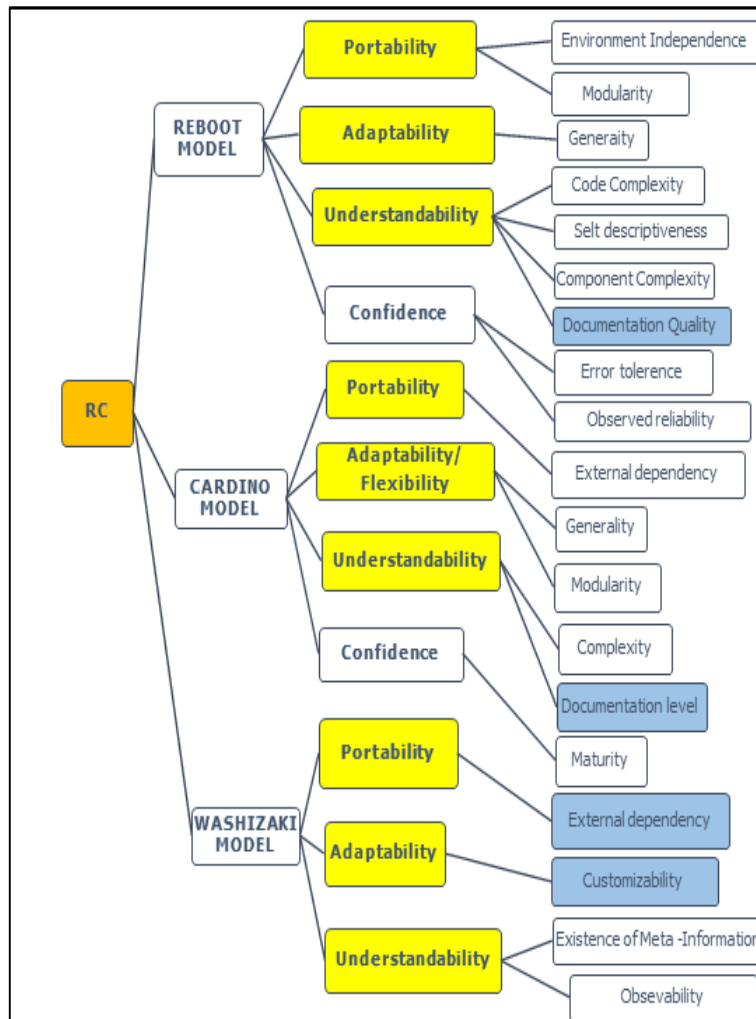 Portability
Environment Independence
Modularity
REBOOT
MODEL
Adaptability
Generaity
Understandability
Code Complexity
Selt descriptiveness
Component Complexity
Documentation Quality
Confidence
Error tolerence
Observed reliability
RC
CARDINO
MODEL
Portability
External dependency
Adaptability/
Flexibility
Generality
Modularity
Understandability
Complexity
Documentation level
Confidence
Maturity
WASHIZAKI
MODEL
Portability
External dependency
Adaptability
Customizability
Understandability
Existence of Meta -Information
Obsevability